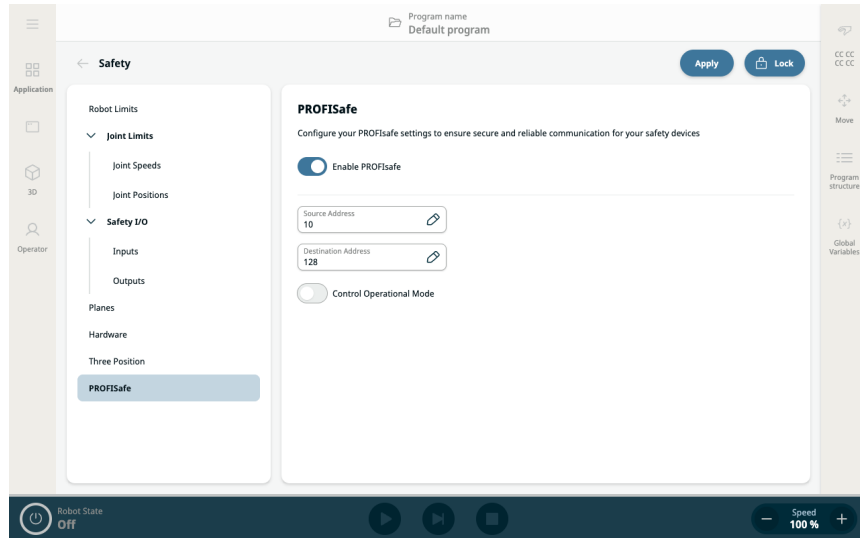 Program name
Default program
Safety
Apply
Lock
Application
3D
Operator
Robot Limits
Joint Limits
Joint Speeds
Joint Positions
Safety I/O
Inputs
Outputs
Planes
Hardware
Three Position
PROFISafe
PROFISafe
Configure your PROFIsafe settings to ensure secure and reliable communication for your safety devices
Enable PROFIsafe
Source Address
10
Destination Address
128
Control Operational Mode
CC CC
CC CC
Move
Program
structure
Global
Variables
Robot State
Off
Speed
100 %